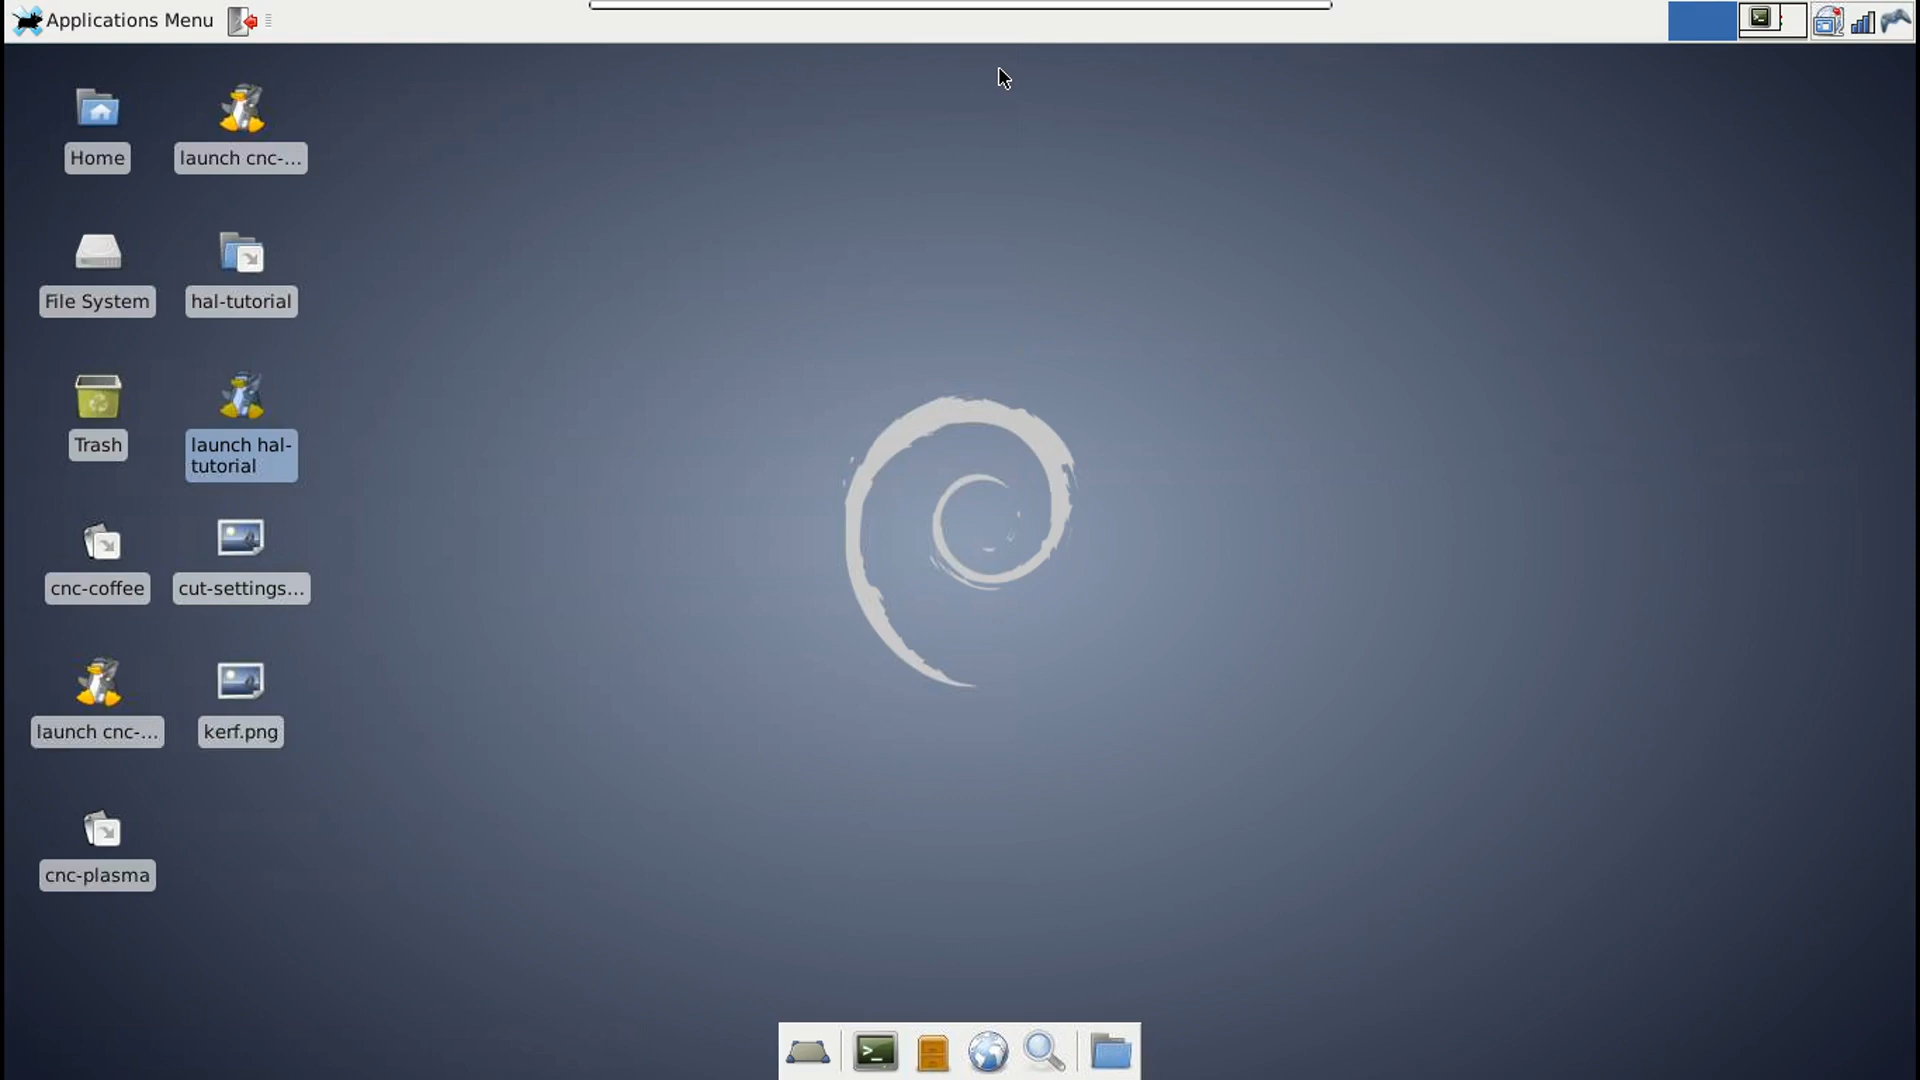 Applications Menu
Home
launch cnc-...
File System
hal-tutorial
Trash
launch hal-
tutorial
cnc-coffee
cut-settings...
launch cnc-...
kerf.png
cnc-plasma